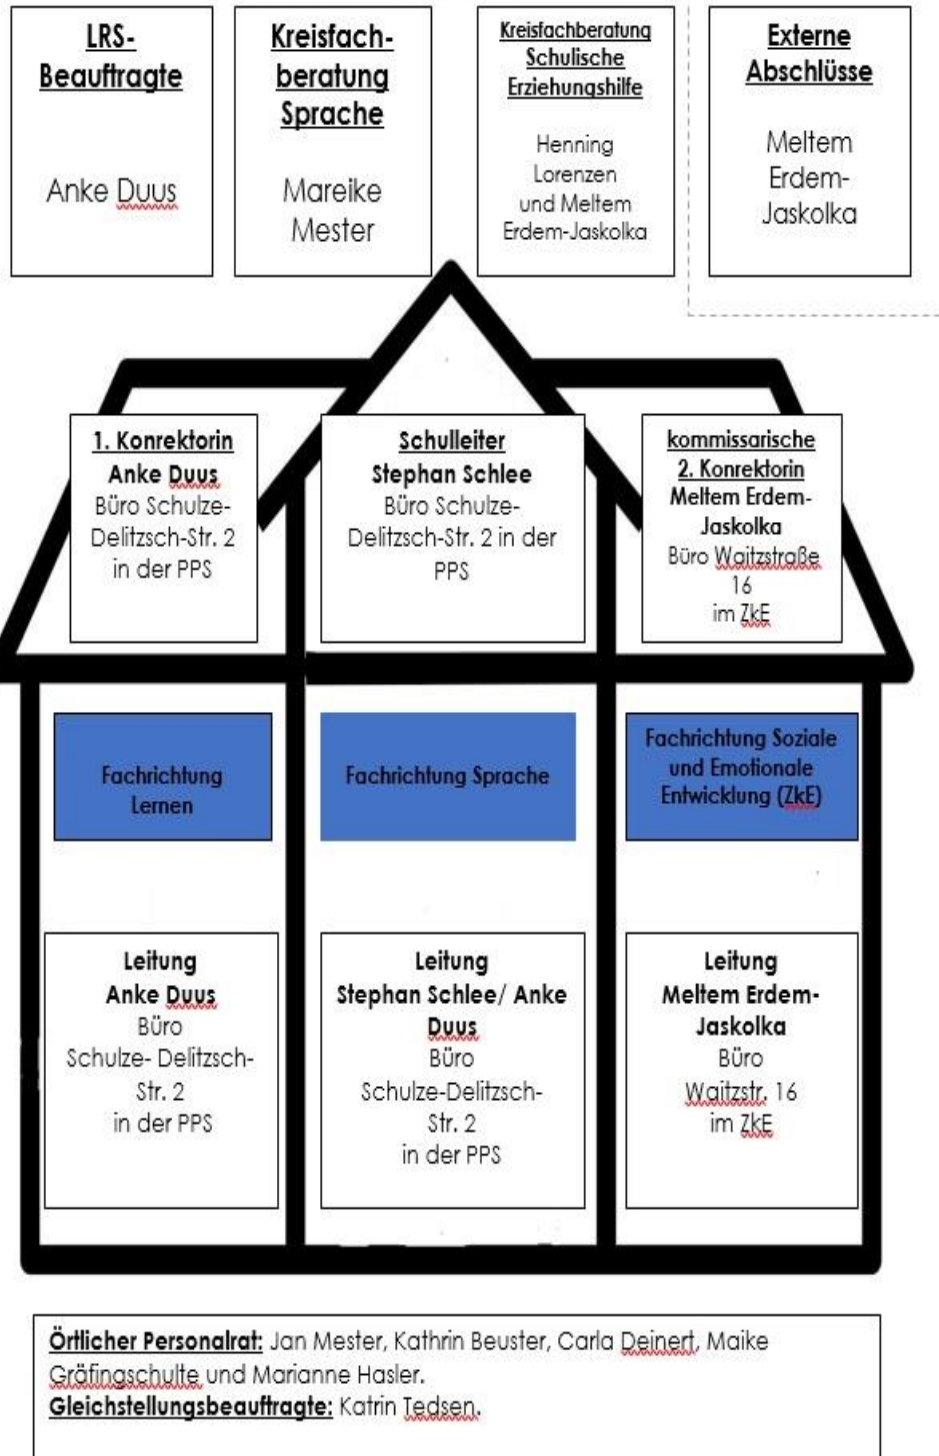 LRS-
Beauftragte
Anke Duus
Kreisfach-
beratung
Sprache
Mareike
Mester
Kreisfachberatung
Schulische
Erziehungshilfe
Henning
Lorenzen
und Meltem
Erdem-Jaskolka
Externe
Abschlüsse
Meltem
Erdem-
Jaskolka
1. Konrektorin
Anke Duus
Büro Schulze-
Delitzsch-Str. 2
in der PPS
Schulleiter
Stephan Schlee
Büro Schulze-
Delitzsch-Str. 2 in der
PPS
kommissarische
2. Konrektorin
Meltem Erdem-
Jaskolka
Büro Waitzstraße
16
im ZkE
Fachrichtung
Lernen
Fachrichtung Sprache
Fachrichtung Soziale
und Emotionale
Entwicklung (ZkE)
Leitung
Anke Duus
Büro
Schulze- Delitzsch-
Str. 2
in der PPS
Leitung
Stephan Schlee/ Anke
Duus
Büro
Schulze-Delitzsch-
Str. 2
in der PPS
Leitung
Meltem Erdem-
Jaskolka
Büro
Waitzstr. 16
im ZkE
Örtlicher Personalrat: Jan Mester, Kathrin Beuster, Carla Deinert, Maike
Gräfingschulte und Marianne Hasler.
Gleichstellungsbeauftragte: Katrin Tedsen.